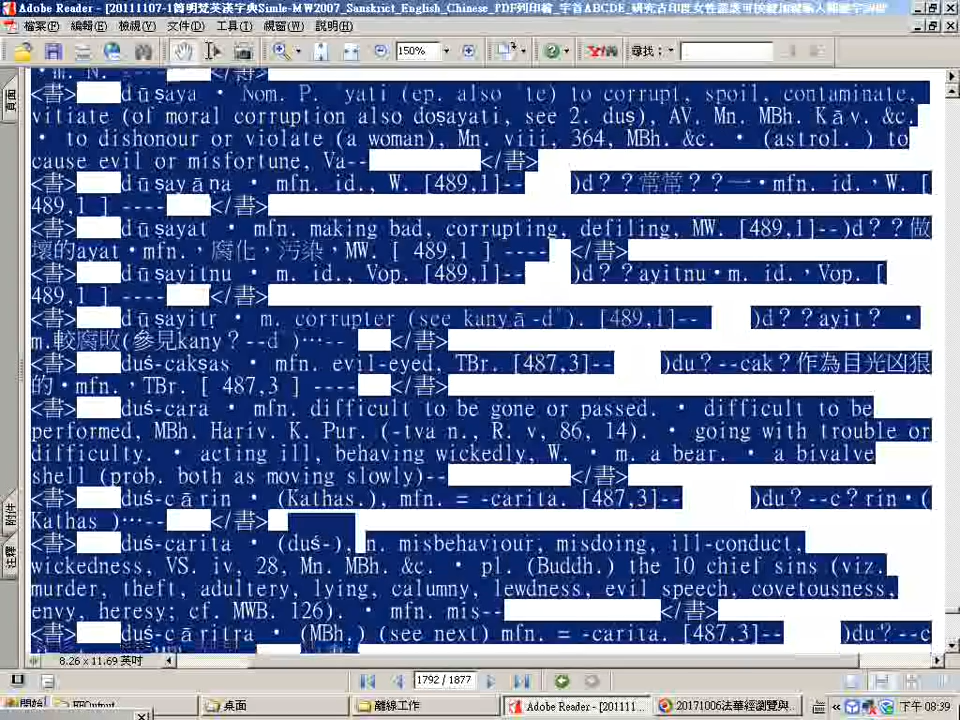 Adobe Reader - [20111107-1簡明梵英漢字典Simle-MW2007_Sanskrit_English_Chinese_PDF列印檔_字首ABCDE_研究古印度女性
檔案(F) 編輯(E) 檢視(V) 文件(D) 工具(T) 視窗(W) 說明(H)
150% 尋找:
頁面
• m. N. ---- </書>
<書> dūṣaya • Nom. P. yati (ep. also te) to corrupt, spoil, contaminate,
vitiate (of moral corruption also doṣayati, see 2. duṣ), AV. Mn. MBh. Kāv. &c.
• to dishonour or violate (a woman), Mn. viii, 364, MBh. &c. • (astrol. ) to
cause evil or misfortune, Va-- </書>
<書> dūṣayāṇa • mfn. id., W. [489,1]-- )d??常常??一•mfn. id.，W. [
489,1 ] ---- </書>
<書> dūṣayat • mfn. making bad, corrupting, defiling, MW. [489,1]--)d??做
壞的ayat•mfn.，腐化，污染，MW. [ 489,1 ] ---- </書>
<書> dūṣayitnu • m. id., Vop. [489,1]-- )d??ayitnu•m. id.，Vop. [
489,1 ] ---- </書>
<書> dūṣayitṛ • m. corrupter (see kanyā-d˚). [489,1]-- )d??ayit? •
m.較腐敗(參見kany?--d˚)…-- </書>
<書> duś-cakṣas • mfn. evil-eyed, TBr. [487,3]-- )du?--cak?作為目光凶狠
的•mfn.，TBr. [ 487,3 ] ---- </書>
<書> duś-cara • mfn. difficult to be gone or passed. • difficult to be
performed, MBh. Hariv. K. Pur. (-tva n., R. v, 86, 14). • going with trouble or
difficulty. • acting ill, behaving wickedly, W. • m. a bear. • a bivalve
shell (prob. both as moving slowly)-- </書>
<書> duś-cārin • (Kathas.), mfn. = -carita. [487,3]-- )du?--c?rin•(
Kathas )…-- </書>
<書> duś-carita • (duś-), n. misbehaviour, misdoing, ill-conduct,
wickedness, VS. iv, 28, Mn. MBh. &c. • pl. (Buddh.) the 10 chief sins (viz.
murder, theft, adultery, lying, calumny, lewdness, evil speech, covetousness,
envy, heresy; cf. MWB. 126). • mfn. mis-- </書>
<書> duś-cāritra • (MBh.) (see next) mfn. = -carita. [487,3]-- )du?--c
附件
注釋
8.26 x 11.69 英吋
1792 / 1877
開始 桌面 離線工作 Adobe Reader - [2011... 20171006法華經瀏覽與... 下午 08:39